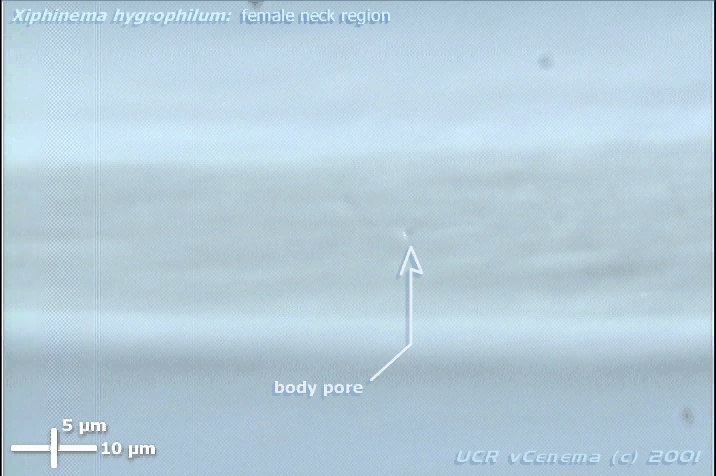 Xiphinema hygrophilum: female neck region
body pore
5 µm
10 µm
UCR vCenema (c) 2001